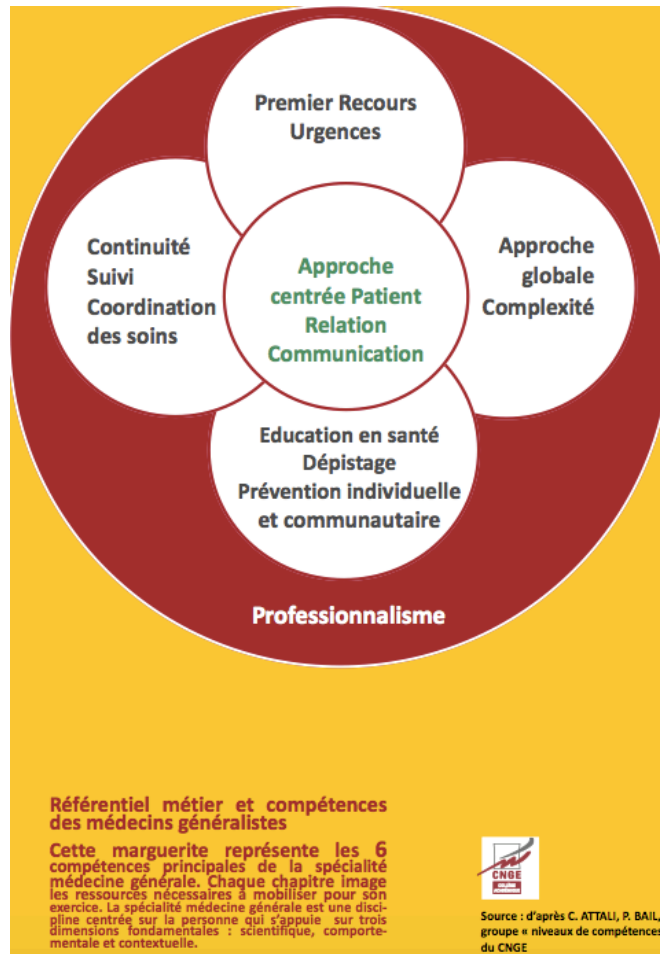 Premier Recours
Urgences
Continuité
Suivi
Coordination
des soins
Approche
centrée Patient
Relation
Communication
Approche
globale
Complexité
Education en santé
Dépistage
Prévention individuelle
et communautaire
Professionnalisme
Référentiel métier et compétences
des médecins généralistes
Cette marguerite représente les 6
compétences principales de la spécialité
médecine générale. Chaque chapitre image
les ressources nécessaires à mobiliser pour son
exercice. La spécialité médecine générale est une disci-
pline centrée sur la personne qui s'appuie sur trois
dimensions fondamentales : scientifique, comporte-
mentale et contextuelle.
CNGE
Source : d'après C. ATTALI, P. BAIL,
groupe « niveaux de compétences
du CNGE